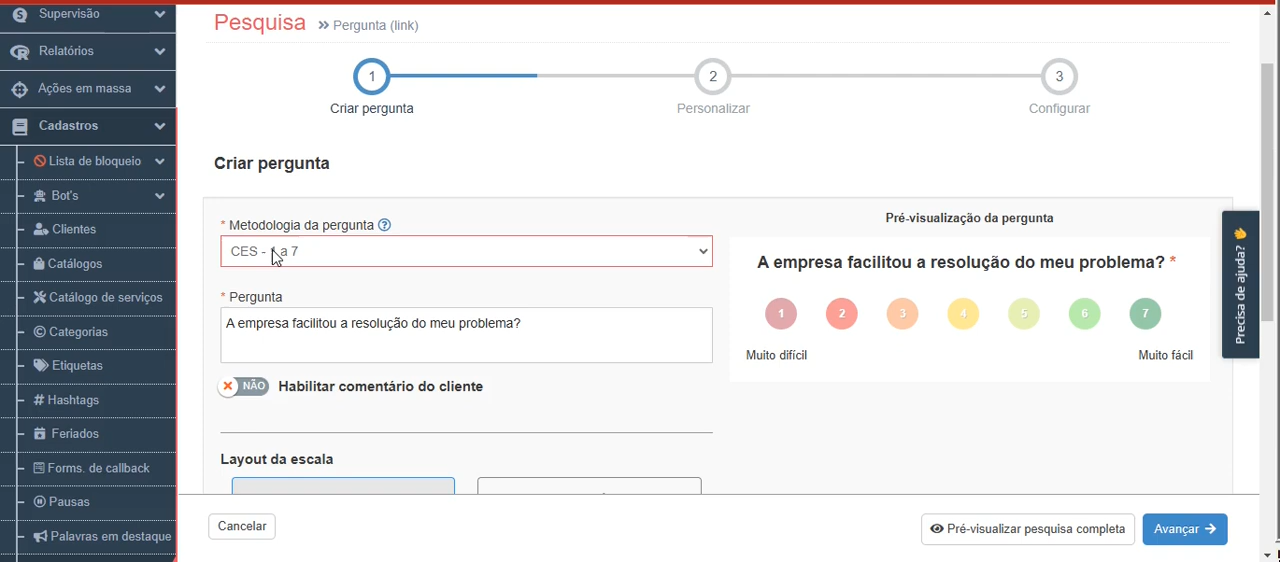 Supervisão
Relatórios
Ações em massa
Cadastros
Lista de bloqueio
Bot's
Clientes
Catálogos
Catálogo de serviços
Categorias
Etiquetas
# Hashtags
Feriados
Forms. de callback
Pausas
Palavras em destaque
Pesquisa
» Pergunta (link)
1
2
3
Criar pergunta
Personalizar
Configurar
Criar pergunta
* Metodologia da pergunta ?
CES - 1 a 7
* Pergunta
A empresa facilitou a resolução do meu problema?
NÃO Habilitar comentário do cliente
Layout da escala
Pré-visualização da pergunta
A empresa facilitou a resolução do meu problema? *
1 2 3 4 5 6 7
Muito difícil
Muito fácil
Precisa de ajuda?
Cancelar
Pré-visualizar pesquisa completa
Avançar →